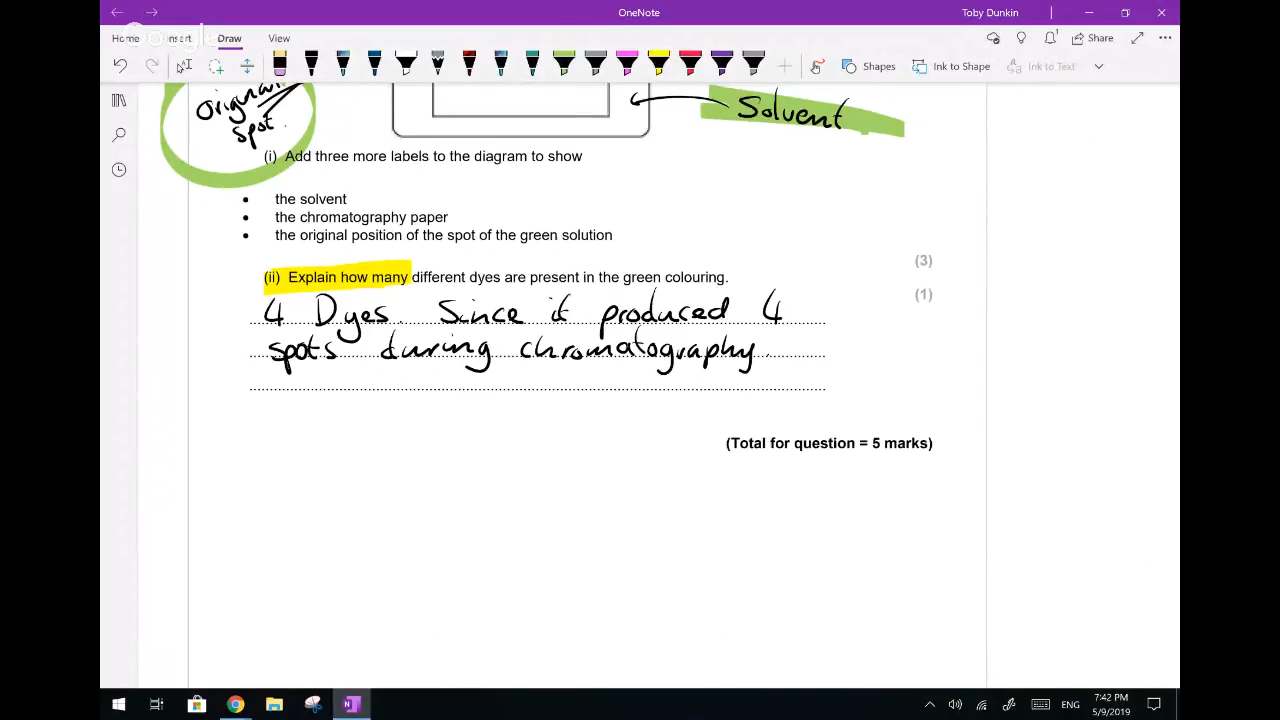 OneNote
Toby Dunkin
Google
Home Insert Draw View
Share
Shapes
Ink to Shape
Ink to Text
Original
spot
Solvent
(i) Add three more labels to the diagram to show
• the solvent
• the chromatography paper
• the original position of the spot of the green solution
(3)
(ii) Explain how many different dyes are present in the green colouring.
(1)
4 Dyes. Since it produced 4
spots during chromatography.
(Total for question = 5 marks)
ENG
7:42 PM
5/9/2019